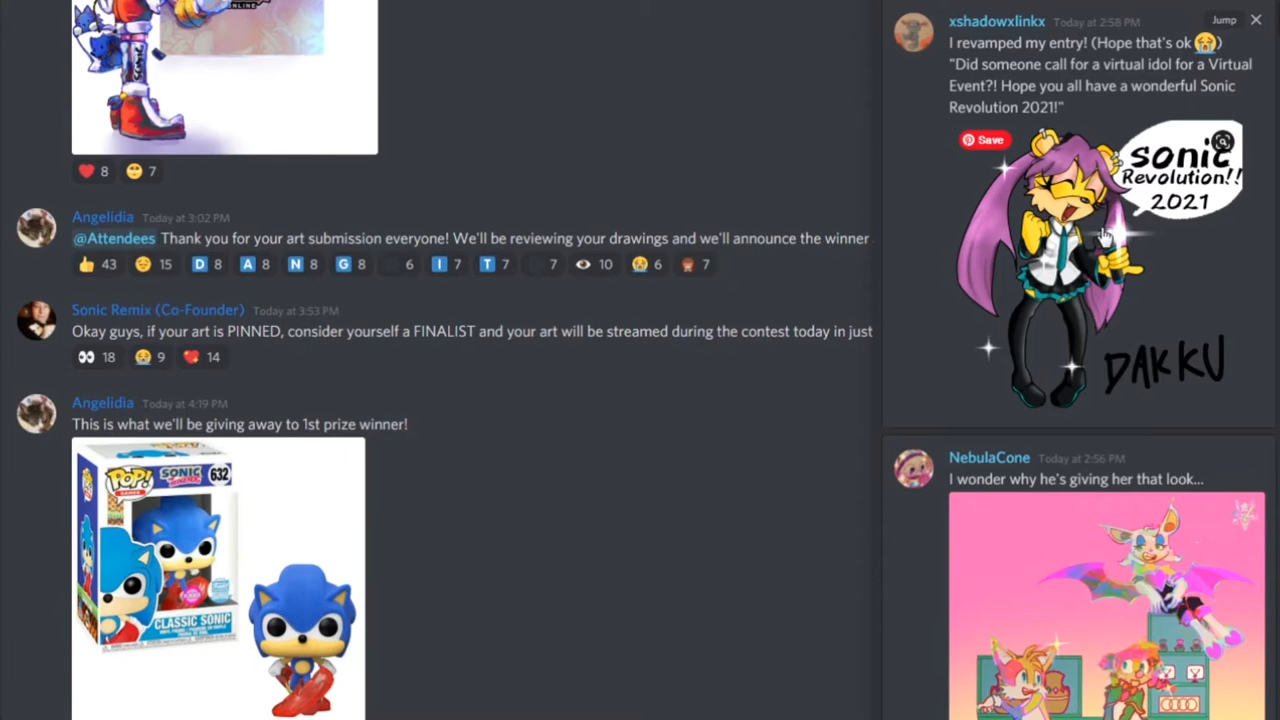 ONLINE
SONIC
8
7
Angelidia Today at 3:02 PM
@Attendees Thank you for your art submission everyone! We'll be reviewing your drawings and we'll announce the winner
43 15 D 8 A 8 N 8 G 8 6 I 7 T 7 7 10 6 7
Sonic Remix (Co-Founder) Today at 3:53 PM
Okay guys, if your art is PINNED, consider yourself a FINALIST and your art will be streamed during the contest today in just
18 9 14
Angelidia Today at 4:19 PM
This is what we'll be giving away to 1st prize winner!
POP!
GAMES
SONIC
632
CLASSIC SONIC
xshadowxlinkx Today at 2:58 PM
Jump
I revamped my entry! (Hope that's ok )
"Did someone call for a virtual idol for a Virtual
Event?! Hope you all have a wonderful Sonic
Revolution 2021!"
Save
sonic
Revolution!!
2021
DAKKU
NebulaCone Today at 2:56 PM
I wonder why he's giving her that look...